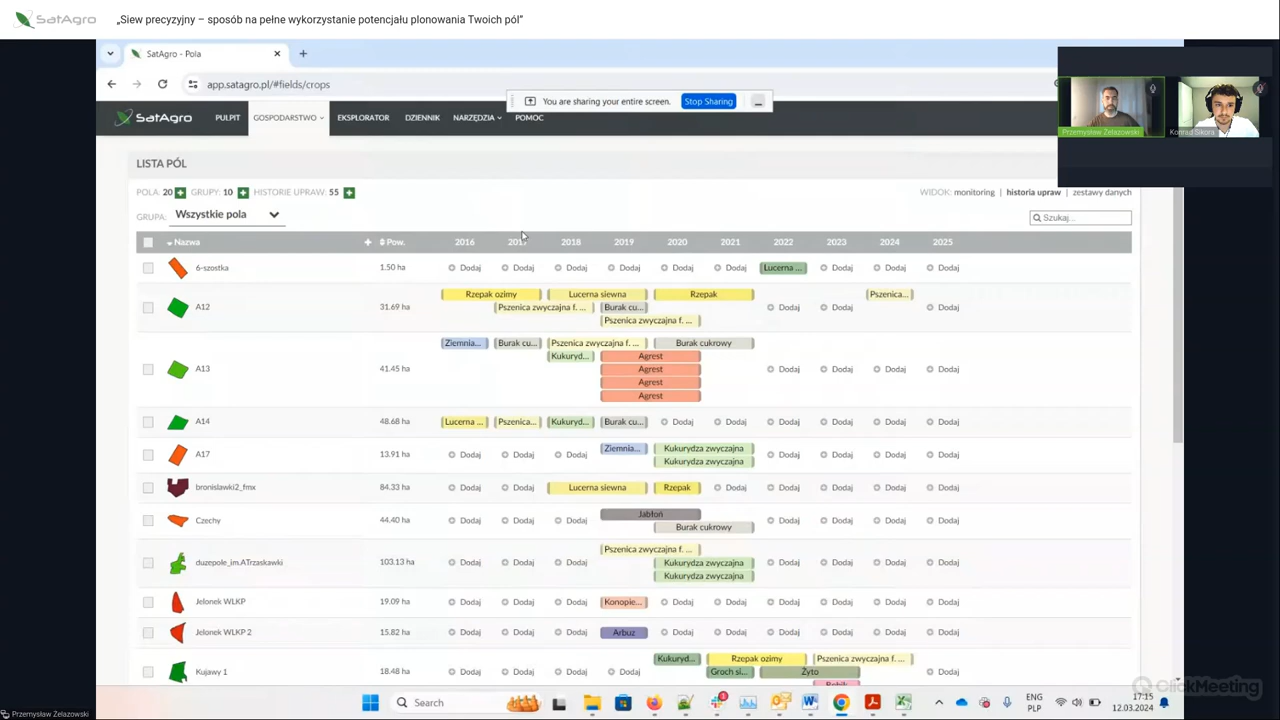 SatAgro
„Siew precyzyjny – sposób na pełne wykorzystanie potencjału plonowania Twoich pól”
SatAgro - Pola
app.satagro.pl/#fields/crops
You are sharing your entire screen.
Stop Sharing
Przemysław Żelazowski
Konrad Sikora
SatAgro
PULPIT
GOSPODARSTWO
EKSPLORATOR
DZIENNIK
NARZĘDZIA
POMOC
LISTA PÓL
POLA: 20 GRUPY: 10 HISTORIE UPRAW: 55
WIDOK: monitoring | historia upraw | zestawy danych
GRUPA: Wszystkie pola
Szukaj...
Nazwa Pow. 2016 2017 2018 2019 2020 2021 2022 2023 2024 2025
6-szostka 1.50 ha Dodaj Dodaj Dodaj Dodaj Dodaj Dodaj Lucerna ... Dodaj Dodaj Dodaj
Rzepak ozimy Lucerna siewna Rzepak Pszenica...
A12 31.69 ha Pszenica zwyczajna f. ... Burak cu... Dodaj Dodaj Dodaj
Pszenica zwyczajna f. ...
Ziemnia... Burak cu... Pszenica zwyczajna f. ... Burak cukrowy
Kukuryd... Agrest
A13 41.45 ha Agrest Dodaj Dodaj Dodaj Dodaj
Agrest
Agrest
A14 48.68 ha Lucerna ... Pszenica... Kukuryd... Burak cu... Dodaj Dodaj Dodaj Dodaj Dodaj Dodaj
Kukurydza zwyczajna
A17 13.91 ha Dodaj Dodaj Dodaj Ziemnia... Dodaj Dodaj Dodaj Dodaj
Kukurydza zwyczajna
bronislawki2_fmx 84.33 ha Dodaj Dodaj Lucerna siewna Rzepak Dodaj Dodaj Dodaj Dodaj Dodaj
Jabłoń
Czechy 44.40 ha Dodaj Dodaj Dodaj Dodaj Dodaj Dodaj Dodaj
Burak cukrowy
Pszenica zwyczajna f. ...
duzepole_im.ATrzaskawki 103.13 ha Dodaj Dodaj Dodaj Kukurydza zwyczajna Dodaj Dodaj Dodaj Dodaj
Kukurydza zwyczajna
Jelonek WLKP 19.09 ha Dodaj Dodaj Dodaj Konopie... Dodaj Dodaj Dodaj Dodaj Dodaj Dodaj
Jelonek WLKP 2 15.82 ha Dodaj Dodaj Dodaj Arbuz Dodaj Dodaj Dodaj Dodaj Dodaj Dodaj
Kukuryd... Rzepak ozimy Pszenica zwyczajna f. ...
Kujawy 1 18.48 ha Dodaj Dodaj Dodaj Dodaj Groch si... Żyto Dodaj
ClickMeeting
Search
ENG
PLP
17:15
12.03.2024
Przemysław Żelazowski